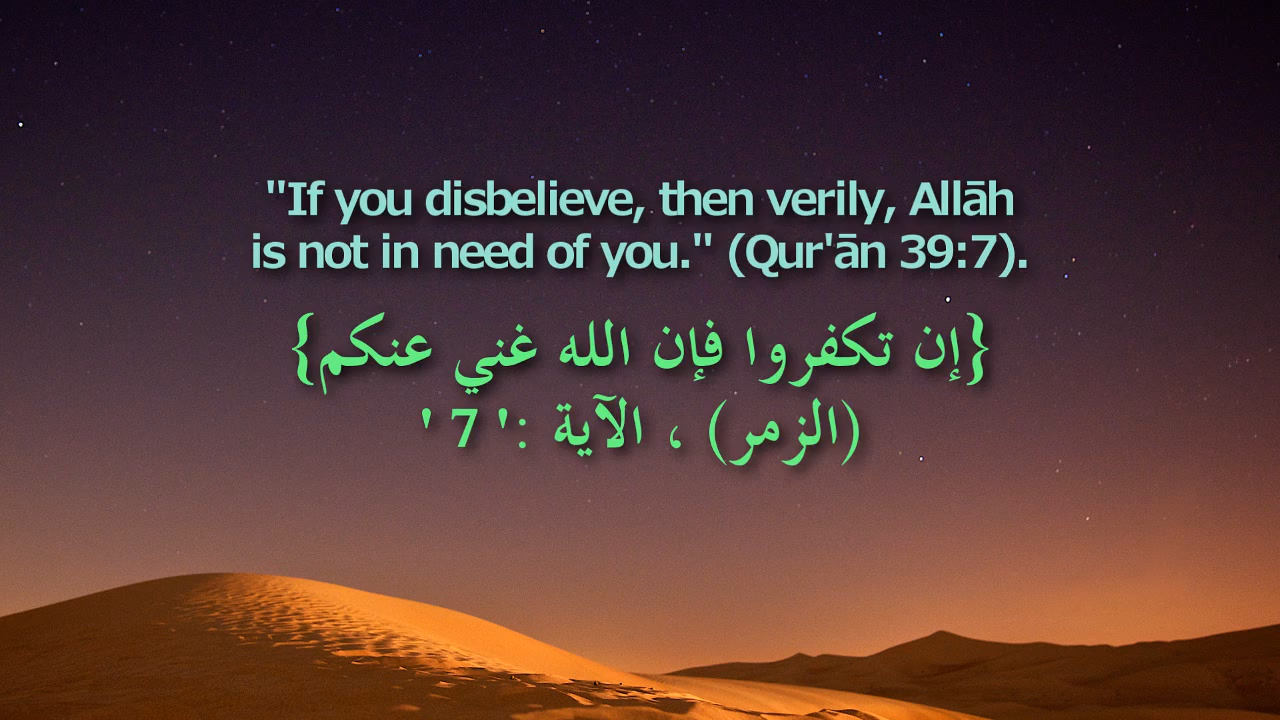 "If you disbelieve, then verily, Allāh
is not in need of you." (Qur'ān 39:7).
{إن تكفروا فإن الله غني عنكم}
(الزمر) ، الآية :' 7 '